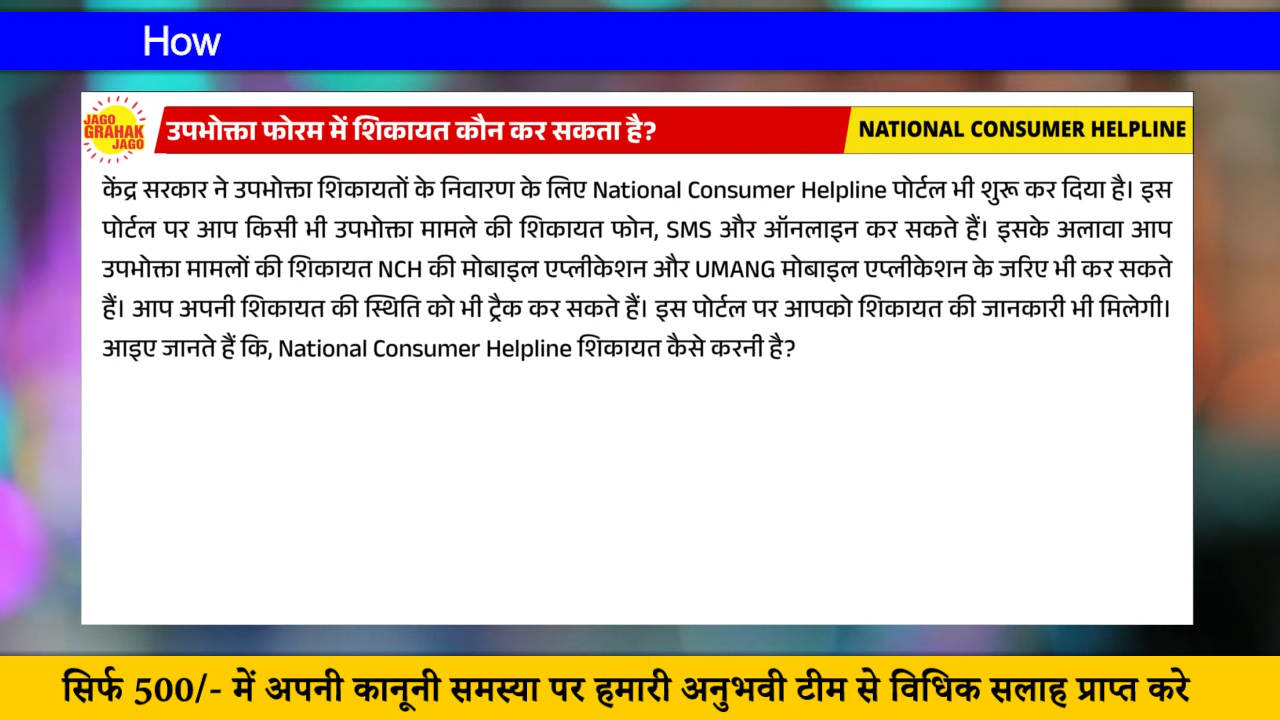 How
JAGO
GRAHAK
JAGO
उपभोक्ता फोरम में शिकायत कौन कर सकता है?
NATIONAL CONSUMER HELPLINE
केंद्र सरकार ने उपभोक्ता शिकायतों के निवारण के लिए National Consumer Helpline पोर्टल भी शुरू कर दिया है। इस
पोर्टल पर आप किसी भी उपभोक्ता मामले की शिकायत फोन, SMS और ऑनलाइन कर सकते हैं। इसके अलावा आप
उपभोक्ता मामलों की शिकायत NCH की मोबाइल एप्लीकेशन और UMANG मोबाइल एप्लीकेशन के जरिए भी कर सकते
हैं। आप अपनी शिकायत की स्थिति को भी ट्रैक कर सकते हैं। इस पोर्टल पर आपको शिकायत की जानकारी भी मिलेगी।
आइए जानते हैं कि, National Consumer Helpline शिकायत कैसे करनी है?
सिर्फ 500/- में अपनी कानूनी समस्या पर हमारी अनुभवी टीम से विधिक सलाह प्राप्त करे